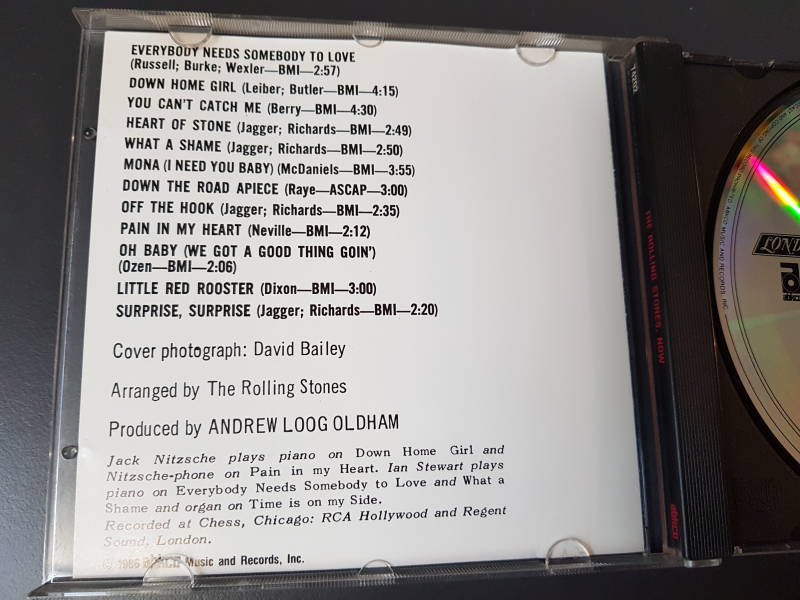 EVERYBODY NEEDS SOMEBODY TO LOVE
(Russell; Burke; Wexler—BMI—2:57)
DOWN HOME GIRL (Leiber; Butler—BMI—4:15)
YOU CAN'T CATCH ME (Berry—BMI—4:30)
HEART OF STONE (Jagger; Richards—BMI—2:49)
WHAT A SHAME (Jagger; Richards—BMI—2:50)
MONA (I NEED YOU BABY) (McDaniels—BMI—3:55)
DOWN THE ROAD APIECE (Raye—ASCAP—3:00)
OFF THE HOOK (Jagger; Richards—BMI—2:35)
PAIN IN MY HEART (Neville—BMI—2:12)
OH BABY (WE GOT A GOOD THING GOIN')
(Ozen—BMI—2:06)
LITTLE RED ROOSTER (Dixon—BMI—3:00)
SURPRISE, SURPRISE (Jagger; Richards—BMI—2:20)
Cover photograph: David Bailey
Arranged by The Rolling Stones
Produced by ANDREW LOOG OLDHAM
Jack Nitzsche plays piano on Down Home Girl and
Nitzsche-phone on Pain in my Heart. Ian Stewart plays
piano on Everybody Needs Somebody to Love and What a
Shame and organ on Time is on my Side.
Recorded at Chess, Chicago: RCA Hollywood and Regent
Sound, London.
© 1986 abkco Music and Records, Inc.
THE ROLLING STONES, NOW
abkco